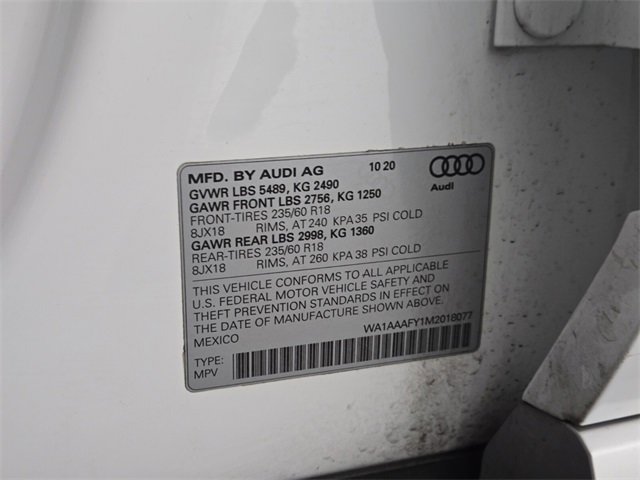 MFD. BY AUDI AG 10 20
Audi
GVWR LBS 5489, KG 2490
GAWR FRONT LBS 2756, KG 1250
FRONT-TIRES 235/60 R18
8JX18 RIMS, AT 240 KPA 35 PSI COLD
GAWR REAR LBS 2998, KG 1360
REAR-TIRES 235/60 R18
8JX18 RIMS, AT 260 KPA 38 PSI COLD
THIS VEHICLE CONFORMS TO ALL APPLICABLE
U.S. FEDERAL MOTOR VEHICLE SAFETY AND
THEFT PREVENTION STANDARDS IN EFFECT ON
THE DATE OF MANUFACTURE SHOWN ABOVE.
MEXICO WA1AAAFY1M2018077
TYPE:
MPV